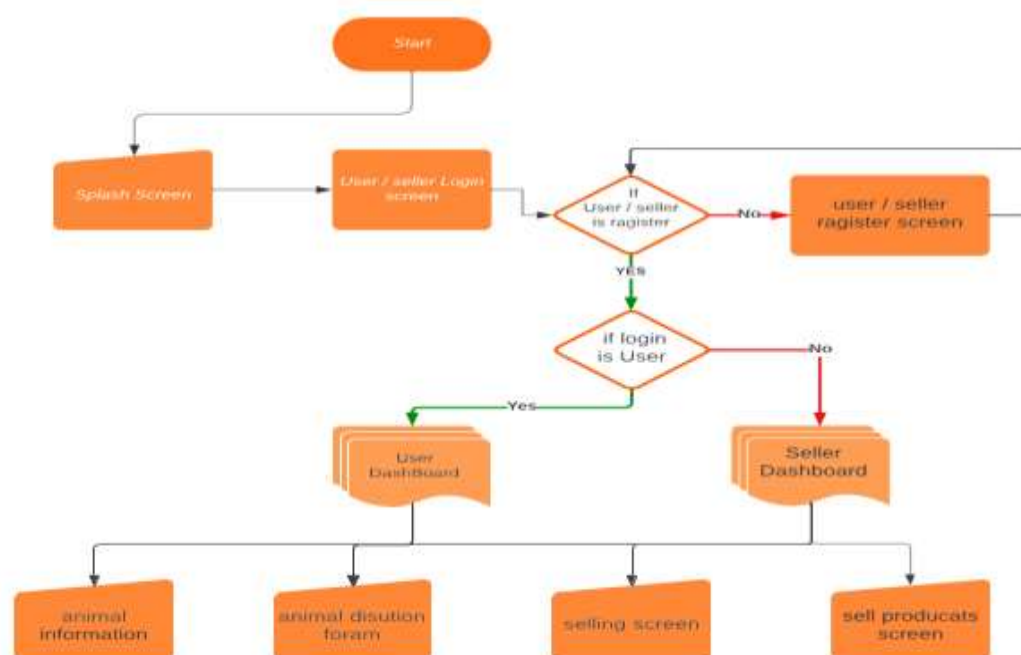 Start
Splash Screen
User / seller Login
screen
If
User / seller
is ragister
No
user / seller
ragister screen
YES
if login
is User
No
Yes
User
DashBoard
Seller
Dashboard
animal
information
animal disution
foram
selling screen
sell producats
screen